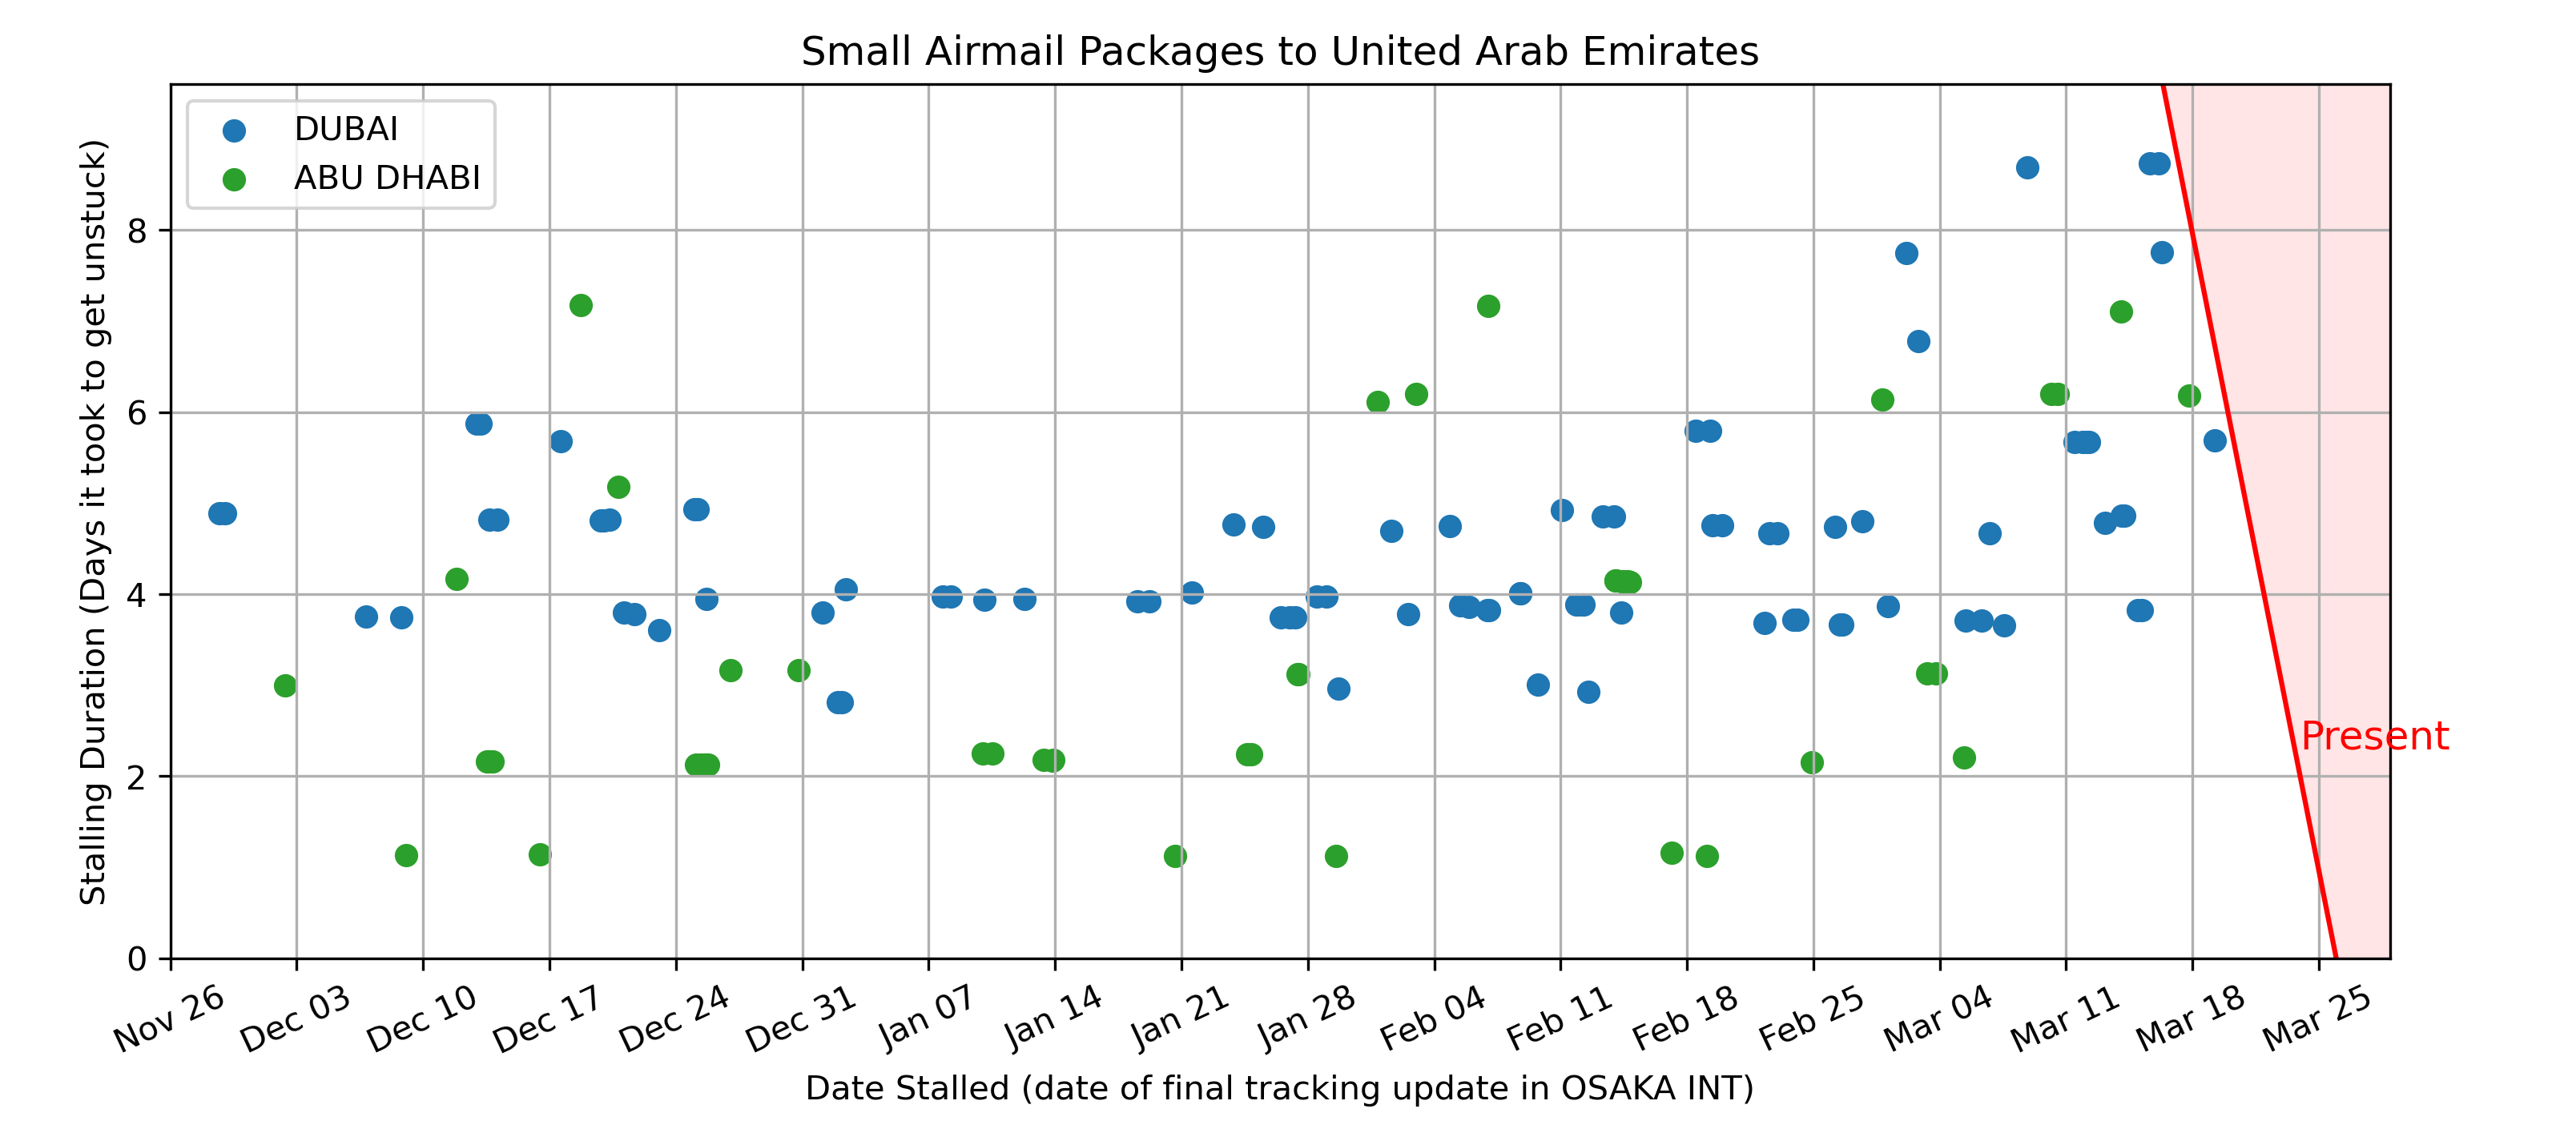 Small Airmail Packages to United Arab Emirates
DUBAI
ABU DHABI
Stalling Duration (Days it took to get unstuck)
8
6
4
2
0
Present
Nov 26
Dec 03
Dec 10
Dec 17
Dec 24
Dec 31
Jan 07
Jan 14
Jan 21
Jan 28
Feb 04
Feb 11
Feb 18
Feb 25
Mar 04
Mar 11
Mar 18
Mar 25
Date Stalled (date of final tracking update in OSAKA INT)